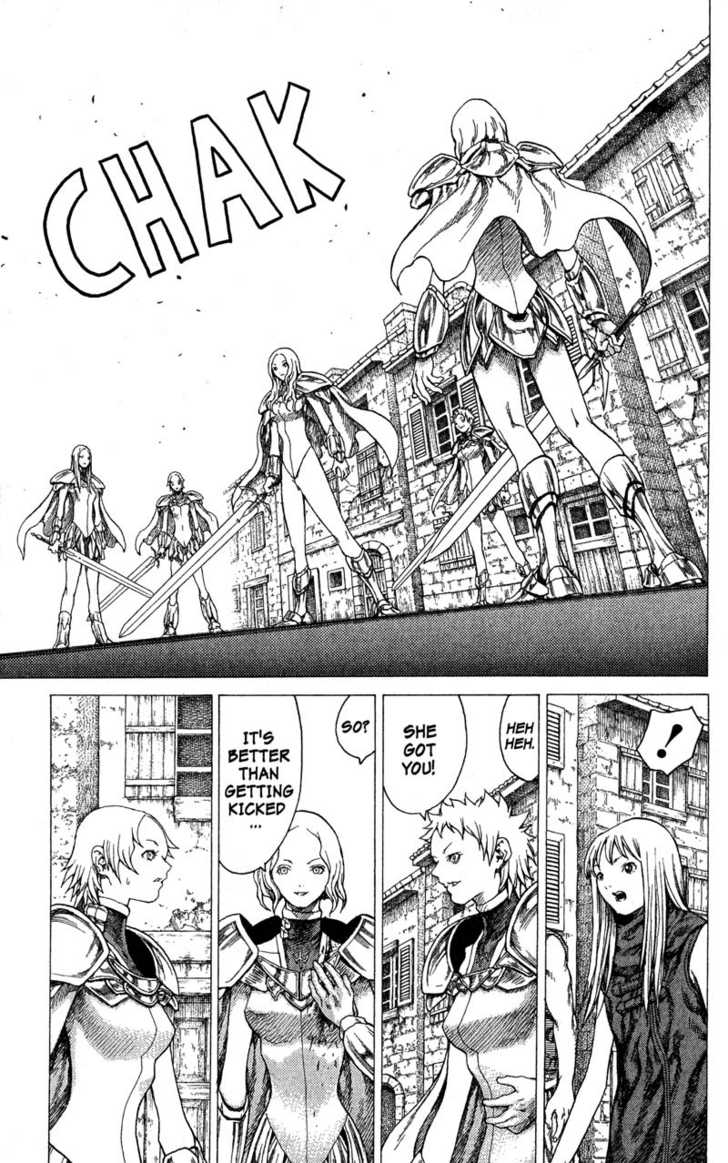 CHAK
!
HEH
HEH.
SHE
GOT
YOU!
SO?
IT'S
BETTER
THAN
GETTING
KICKED
...